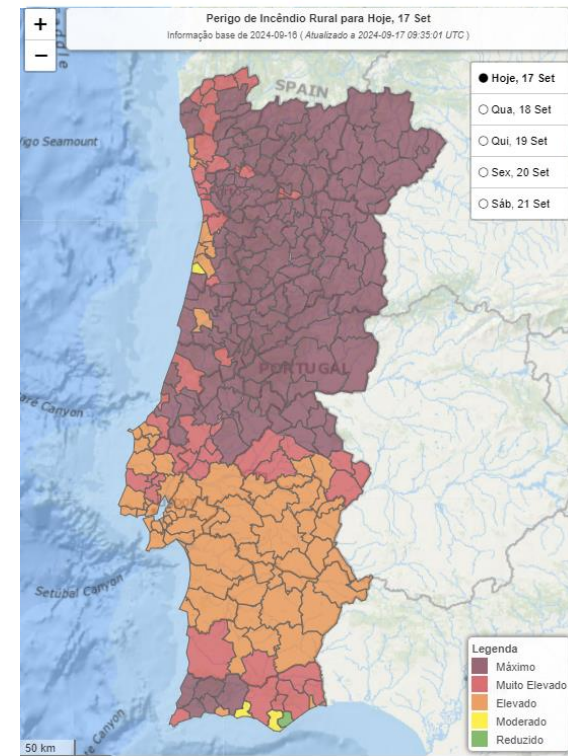 +
−
Perigo de Incêndio Rural para Hoje, 17 Set
Informação base de 2024-09-16 ( Atualizado a 2024-09-17 09:35:01 UTC )
Hoje, 17 Set
Qua, 18 Set
Qui, 19 Set
Sex, 20 Set
Sáb, 21 Set
SPAIN
Vigo Seamount
PORTUGAL
Canyon
Setúbal Canyon
Legenda
Máximo
Muito Elevado
Elevado
Moderado
Reduzido
50 km